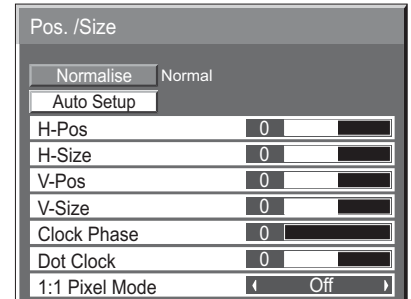 Pos. /Size
Normalise Normal
Auto Setup
H-Pos 0
H-Size 0
V-Pos 0
V-Size 0
Clock Phase 0
Dot Clock 0
1:1 Pixel Mode Off